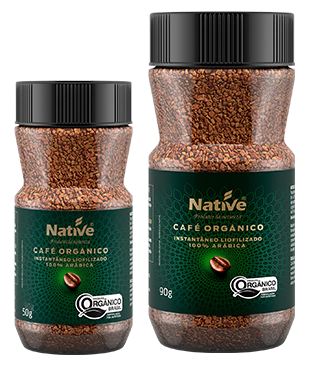 Native
Produtos da natureza
CAFÉ ORGÂNICO
INSTANTÂNEO LIOFILIZADO
100% ARÁBICA
ORGÂNICO
BRASIL
50g
Native
Produtos da natureza
CAFÉ ORGÂNICO
INSTANTÂNEO LIOFILIZADO
100% ARÁBICA
ORGÂNICO
BRASIL
90g